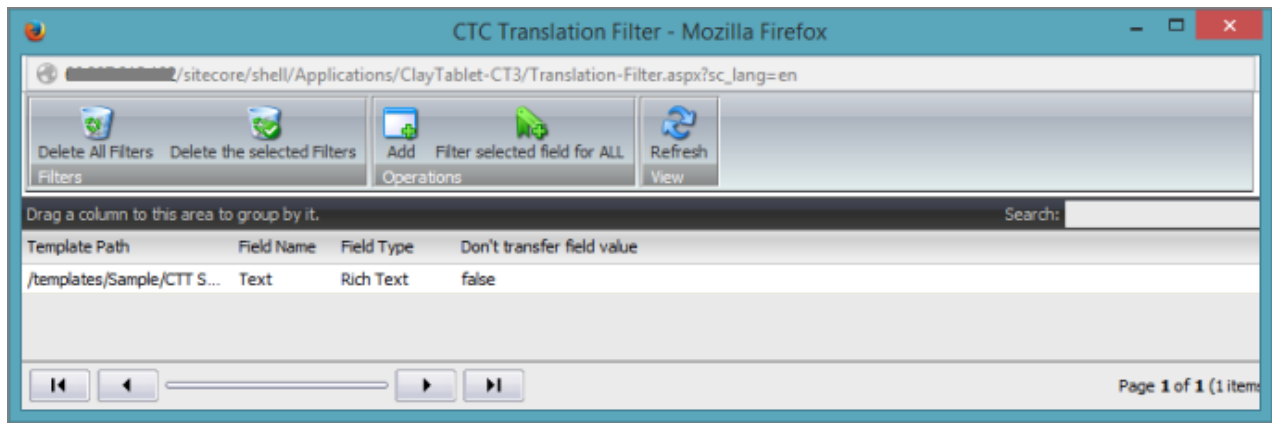 CTC Translation Filter - Mozilla Firefox
/sitecore/shell/Applications/ClayTablet-CT3/Translation-Filter.aspx?sc_lang=en
Delete All Filters Delete the selected Filters Add Filter selected field for ALL Refresh
Filters Operations View
Drag a column to this area to group by it. Search:
Template Path Field Name Field Type Don't transfer field value
/templates/Sample/CTT S... Text Rich Text false
Page 1 of 1 (1 items